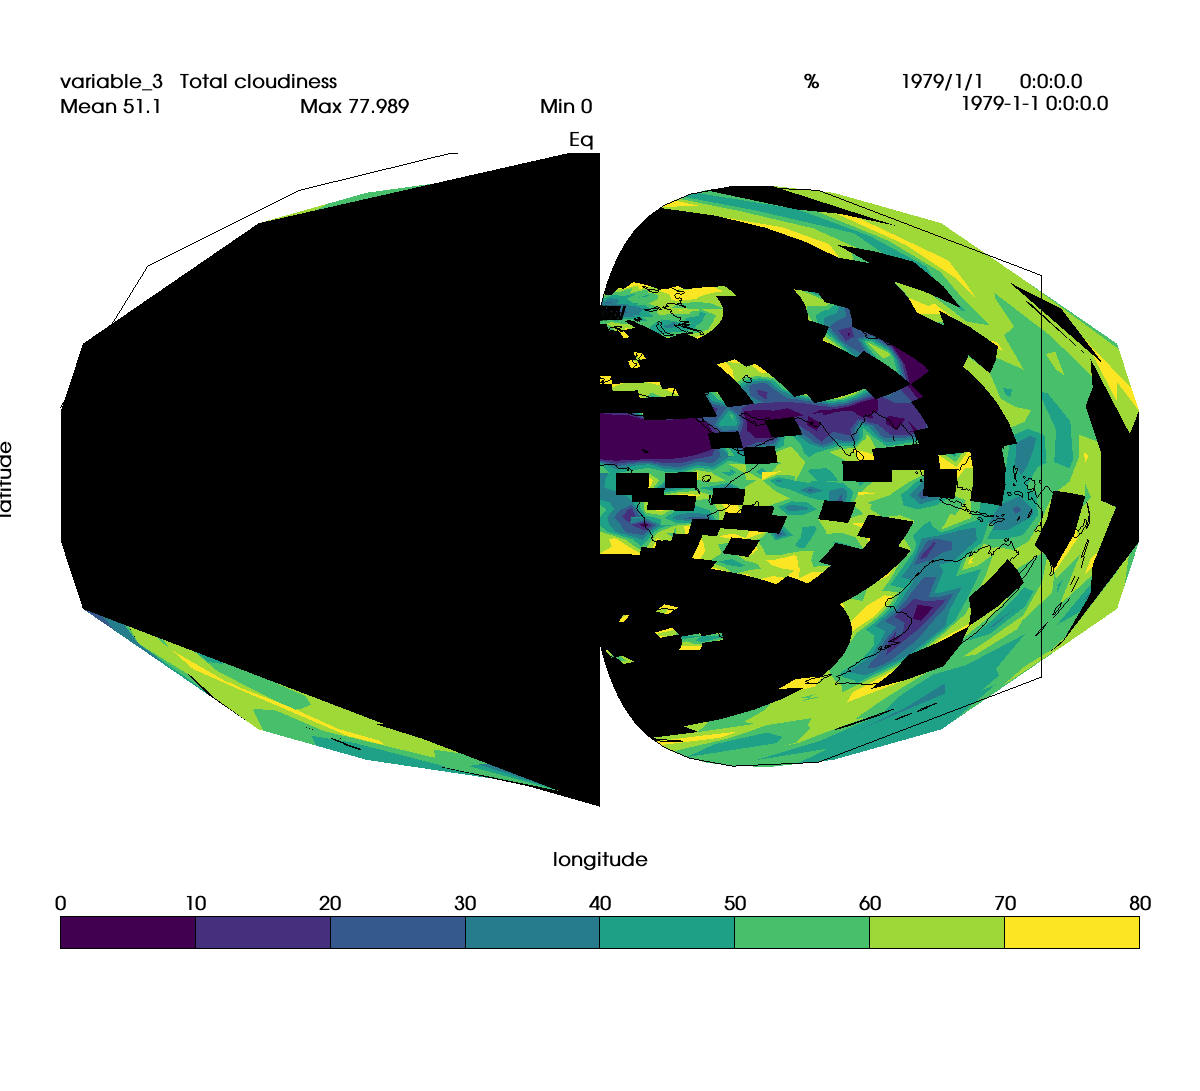 variable_3 Total cloudiness % 1979/1/1 0:0:0.0
Mean 51.1 Max 77.989 Min 0 1979-1-1 0:0:0.0
Eq
latitude
longitude
0 10 20 30 40 50 60 70 80